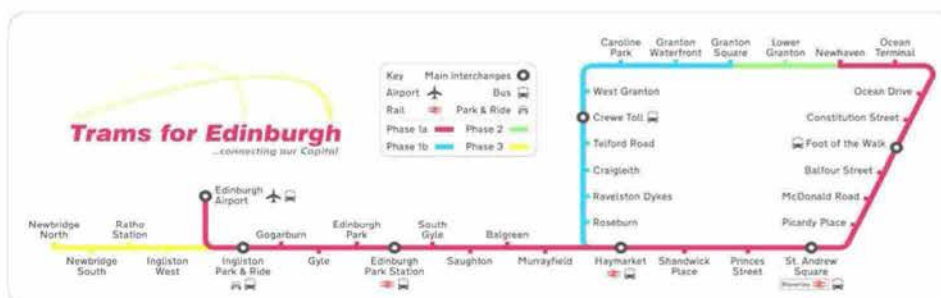 Trams for Edinburgh
...connecting our Capital
Key Main Interchanges
Airport Bus
Rail Park & Ride
Phase 1a Phase 2
Phase 1b Phase 3
Caroline Park
Granton Waterfront
Granton Square
Lower Granton
Newhaven
Ocean Terminal
West Granton
Crewe Toll
Telford Road
Craigleith
Ravelston Dykes
Roseburn
Ocean Drive
Constitution Street
Foot of the Walk
Balfour Street
McDonald Road
Picardy Place
Edinburgh Airport
Newbridge North
Newbridge South
Ratho Station
Ingliston West
Ingliston Park & Ride
Gogarburn
Gyle
Edinburgh Park
Edinburgh Park Station
South Gyle
Saughton
Balgreen
Murrayfield
Haymarket
Shandwick Place
Princes Street
St. Andrew Square
Waverley